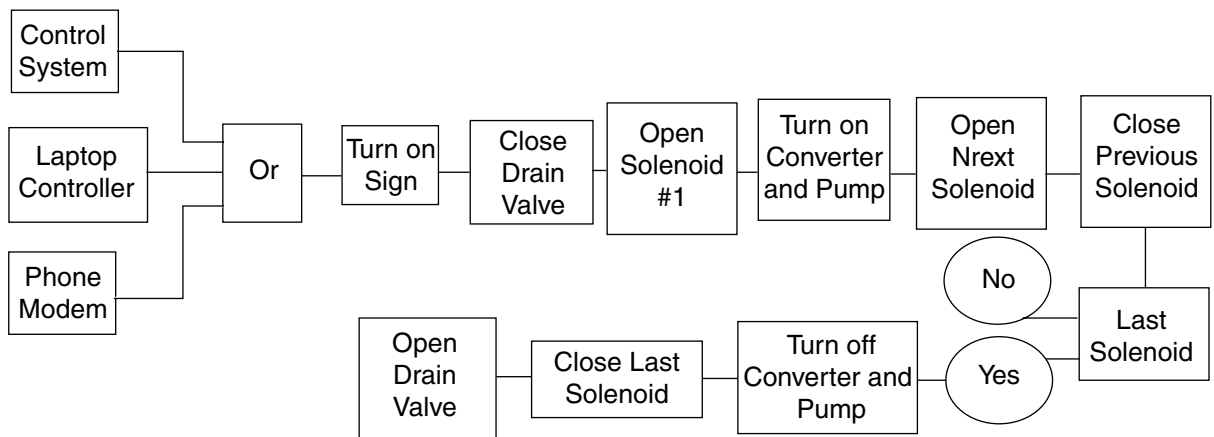 Control
System
Laptop
Controller
Phone
Modem
Or
Turn on
Sign
Close
Drain
Valve
Open
Solenoid
#1
Turn on
Converter
and Pump
Open
Nrext
Solenoid
Close
Previous
Solenoid
Last
Solenoid
No
Yes
Turn off
Converter and
Pump
Close Last
Solenoid
Open
Drain
Valve